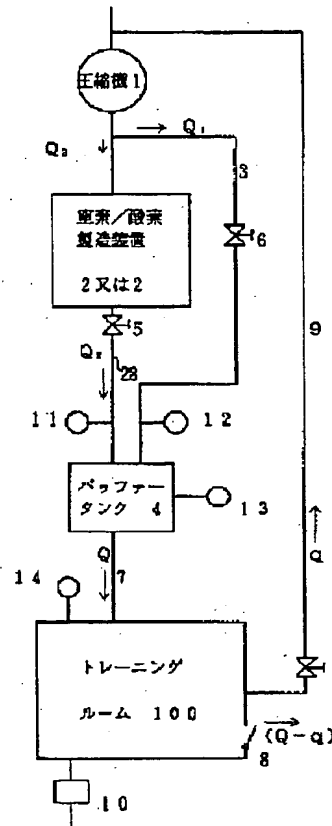 圧縮機1
Q₁
Q₂
3
窒素/酸素
製造装置
2又は2
6
5
9
Qx
23
11
12
バッファー
タンク 4
13
Q
7
14
q
トレーニング
ルーム 100
(Q-q)
8
10